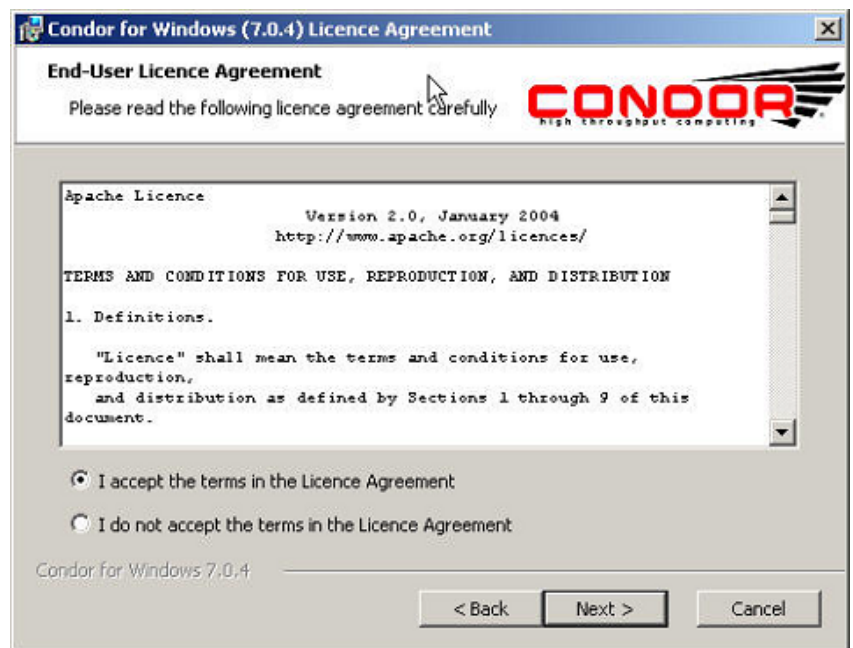 Condor for Windows (7.0.4) Licence Agreement
End-User Licence Agreement
Please read the following licence agreement carefully
CONDOR
high throughput computing
Apache Licence
Version 2.0, January 2004
http://www.apache.org/licences/
TERMS AND CONDITIONS FOR USE, REPRODUCTION, AND DISTRIBUTION
1. Definitions.
"Licence" shall mean the terms and conditions for use,
reproduction,
and distribution as defined by Sections 1 through 9 of this
document.
I accept the terms in the Licence Agreement
I do not accept the terms in the Licence Agreement
Condor for Windows 7.0.4
< Back
Next >
Cancel